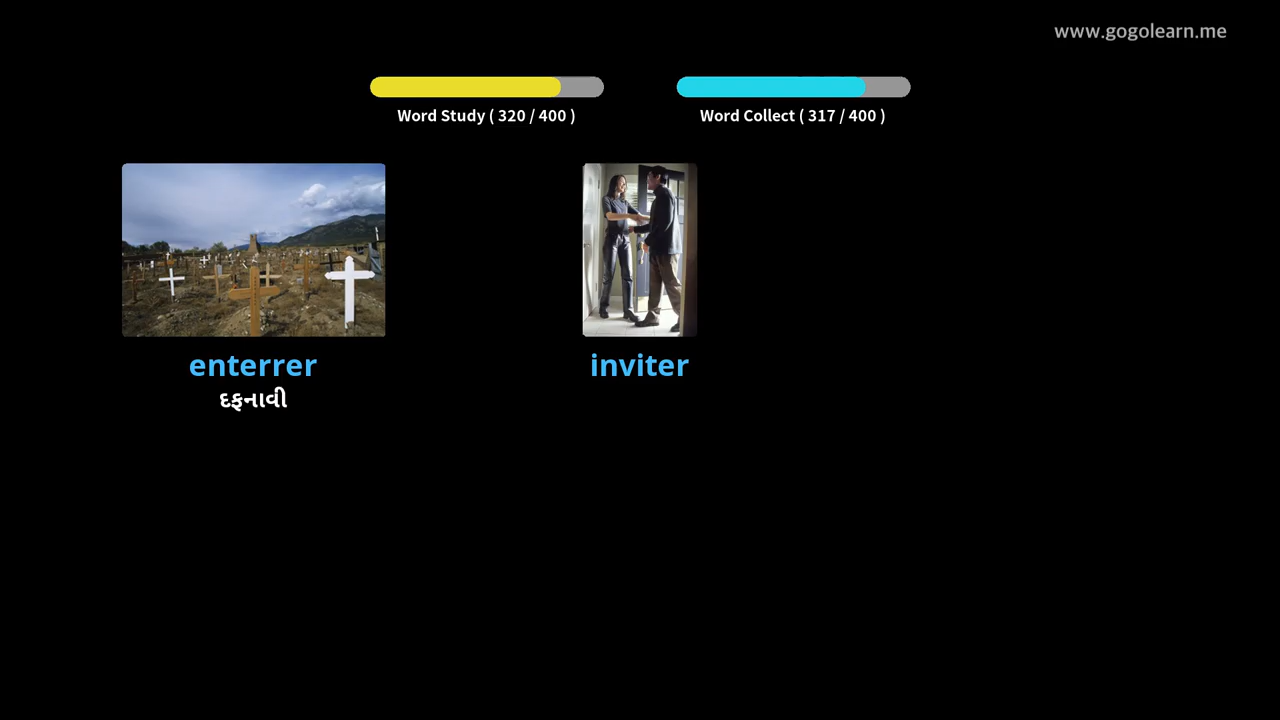 www.gogolearn.me
Word Study ( 320 / 400 )
Word Collect ( 317 / 400 )
enterrer
દફનાવી
inviter